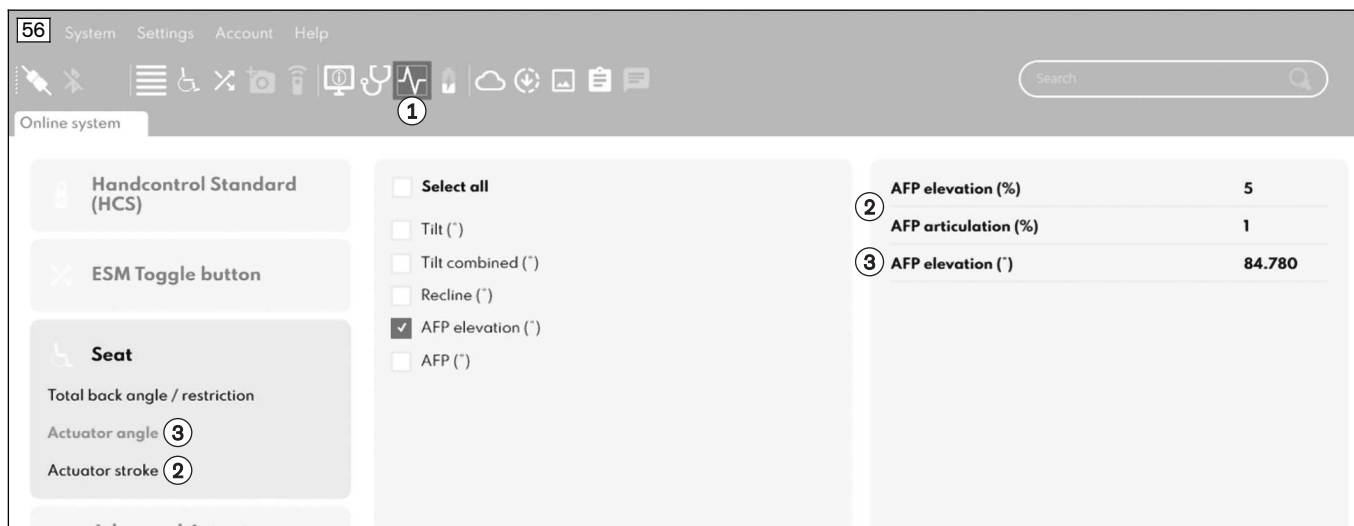 56 System Settings Account Help
Search
1
Online system
Handcontrol Standard
(HCS)
ESM Toggle button
Seat
Total back angle / restriction
Actuator angle 3
Actuator stroke 2
Select all
Tilt (°)
Tilt combined (°)
Recline (°)
AFP elevation (°)
AFP (°)
AFP elevation (%) 5
2
AFP articulation (%) 1
3 AFP elevation (°) 84.780